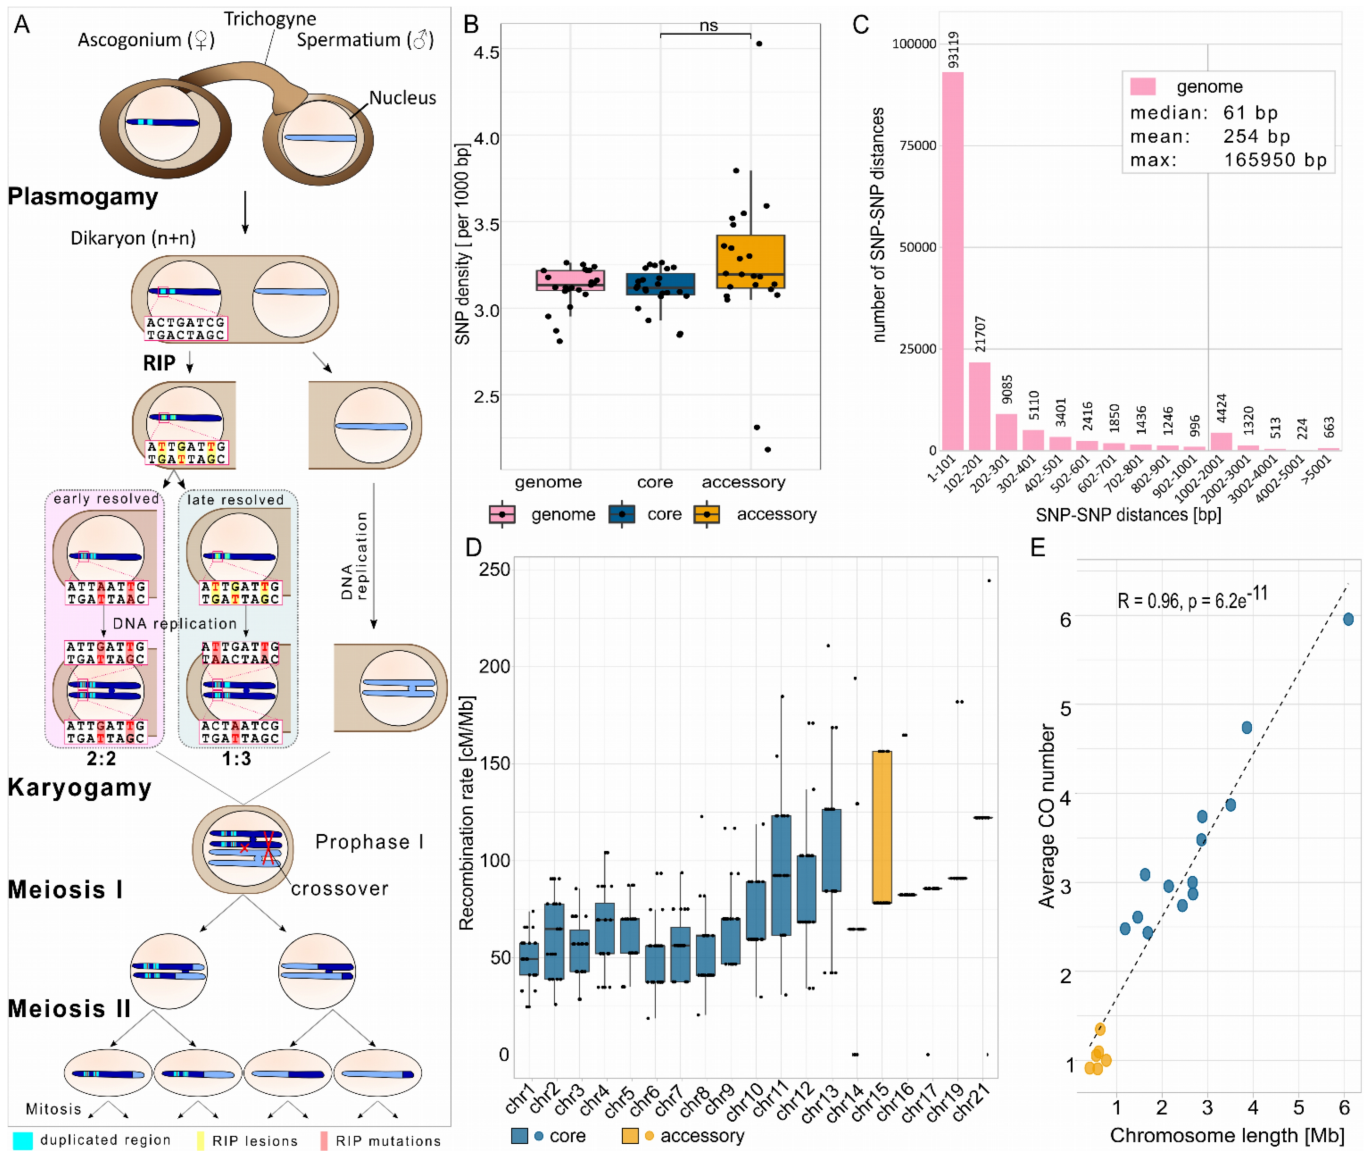 A
Trichogyne
Ascogonium (♀)
Spermatium (♂)
Nucleus
Plasmogamy
Dikaryon (n+n)
ACTGATCG
TGACTAGC
RIP
ATTGATTG
TGATTAGC
early resolved
late resolved
ATTAATTG
TGATTAAC
ATTGATTG
TGATTAGC
DNA replication
DNA replication
ATTGATTG
TGATTAGC
ATTGATTG
TAACTAAC
ATTGATTG
TGATTAGC
ACTAATCG
TGATTAGC
2:2
1:3
Karyogamy
Prophase I
crossover
Meiosis I
Meiosis II
Mitosis
duplicated region
RIP lesions
RIP mutations
B
ns
SNP density [ per 1000 bp]
4.5
4.0
3.5
3.0
2.5
genome
core
accessory
genome
core
accessory
C
number of SNP-SNP distances
100000
75000
50000
25000
0
93119
21707
9085
5110
3401
2416
1850
1436
1246
996
4424
1320
513
224
663
genome
median: 61 bp
mean: 254 bp
max: 165950 bp
1-101
102-201
202-301
302-401
402-501
502-601
602-701
702-801
802-901
902-1001
1002-2001
2002-3001
3002-4001
4002-5001
>5001
SNP-SNP distances [bp]
D
Recombination rate [cM/Mb]
250
200
150
100
50
0
chr1
chr2
chr3
chr4
chr5
chr6
chr7
chr8
chr9
chr10
chr11
chr12
chr13
chr14
chr15
chr16
chr17
chr19
chr21
core
accessory
E
R = 0.96, p = 6.2e-11
Average CO number
6
5
4
3
2
1
1
2
3
4
5
6
Chromosome length [Mb]